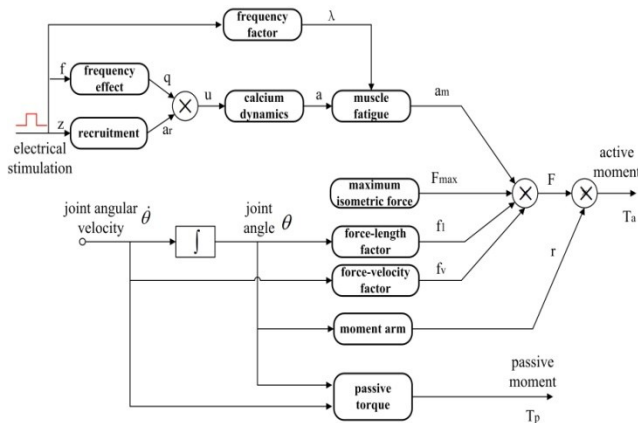 frequency
factor
λ
f
frequency
effect
q
u
calcium
dynamics
a
muscle
fatigue
am
z
recruitment
ar
electrical
stimulation
maximum
isometric force
Fmax
F
active
moment
Ta
joint angular
velocity
θ̇
∫
joint
angle
θ
force-length
factor
fl
force-velocity
factor
fv
r
moment arm
passive
torque
passive
moment
Tp